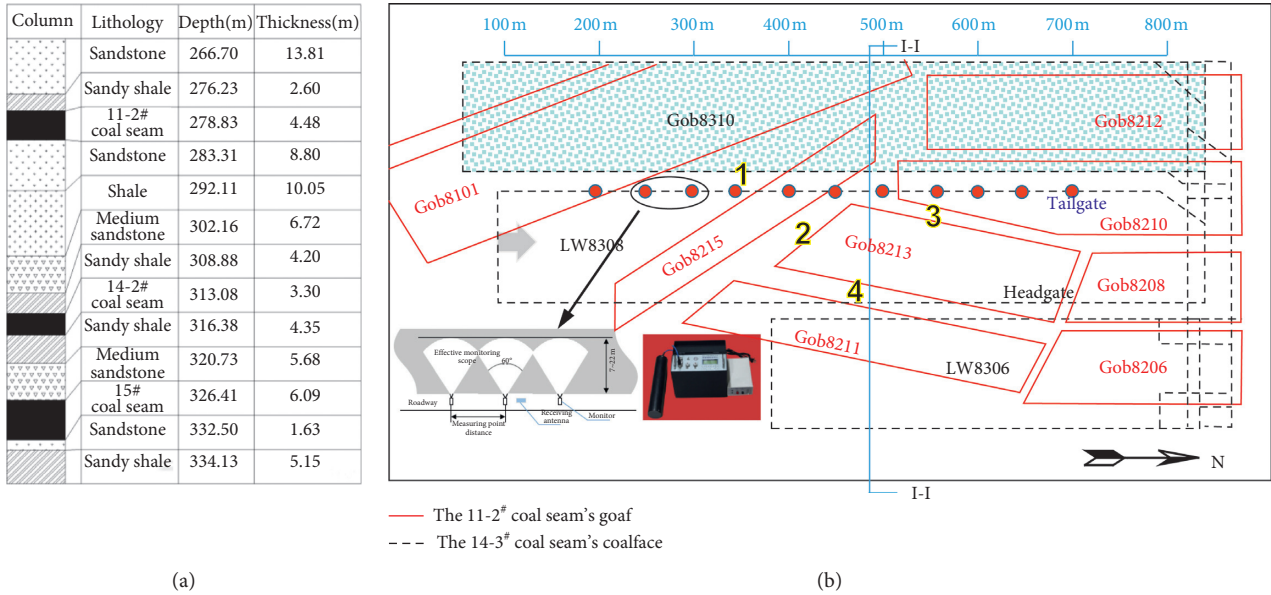 Column Lithology Depth(m) Thickness(m)
Sandstone 266.70 13.81
Sandy shale 276.23 2.60
11-2# coal seam 278.83 4.48
Sandstone 283.31 8.80
Shale 292.11 10.05
Medium sandstone 302.16 6.72
Sandy shale 308.88 4.20
14-2# coal seam 313.08 3.30
Sandy shale 316.38 4.35
Medium sandstone 320.73 5.68
15# coal seam 326.41 6.09
Sandstone 332.50 1.63
Sandy shale 334.13 5.15
(a)
100 m 200 m 300 m 400 m 500 m 600 m 700 m 800 m
I-I
Gob8310
Gob8212
1
Gob8101
Tailgate
3
Gob8210
LW8308
Gob8215
2
Gob8213
Gob8208
4
Headgate
Gob8211
LW8306
Gob8206
Effective monitoring
scope
60°
7~22 m
Roadway
Receiving
antenna
Monitor
Measuring point
distance
N
I-I
The 11-2# coal seam's goaf
The 14-3# coal seam's coalface
(b)